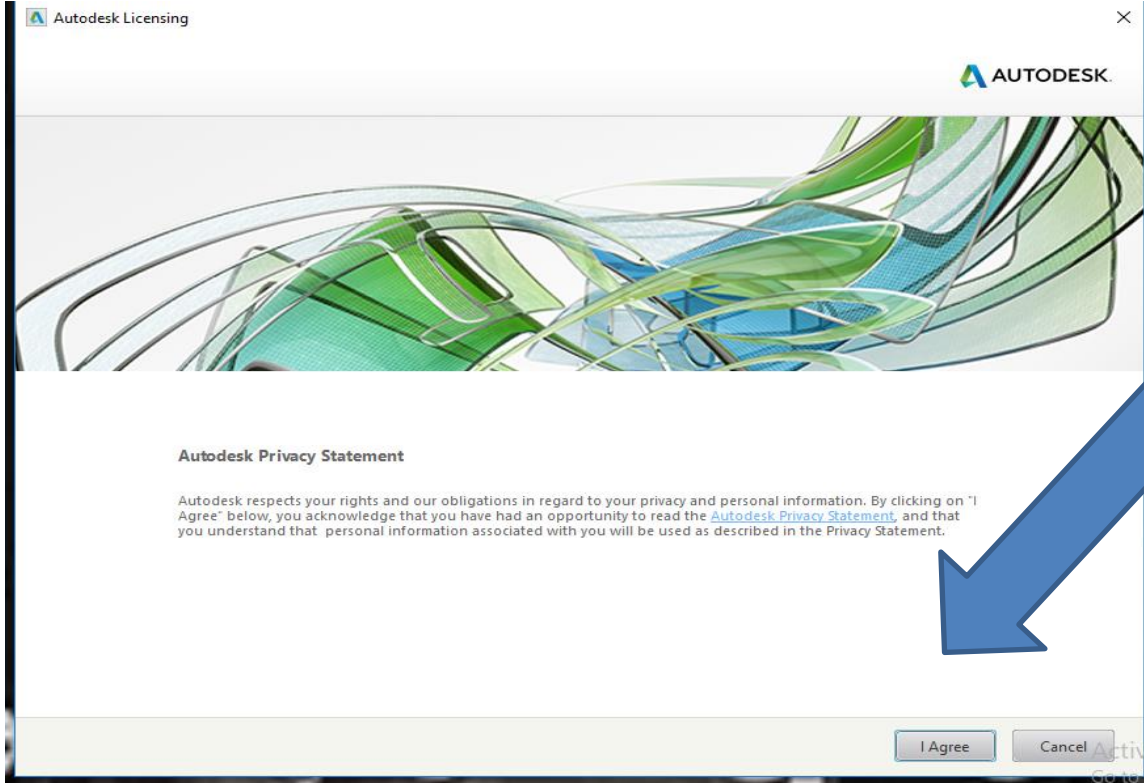 Autodesk Licensing
AUTODESK.
Autodesk Privacy Statement
Autodesk respects your rights and our obligations in regard to your privacy and personal information. By clicking on "I
Agree" below, you acknowledge that you have had an opportunity to read the Autodesk Privacy Statement, and that
you understand that personal information associated with you will be used as described in the Privacy Statement.
I Agree
Cancel
Activ
Go to